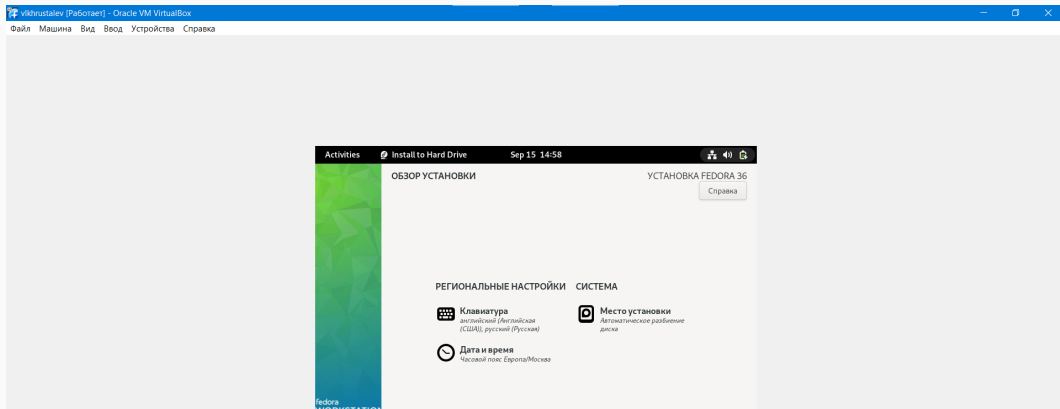 vlkhrustalev [Работает] - Oracle VM VirtualBox
Файл Машина Вид Ввод Устройства Справка
Activities Install to Hard Drive Sep 15 14:58
ОБЗОР УСТАНОВКИ
УСТАНОВКА FEDORA 36
Справка
РЕГИОНАЛЬНЫЕ НАСТРОЙКИ
Клавиатура
английский (Английская
(США)), русский (Русская)
Дата и время
Часовой пояс Европа/Москва
СИСТЕМА
Место установки
Автоматическое разбиение
диска
fedora
WORKSTATION